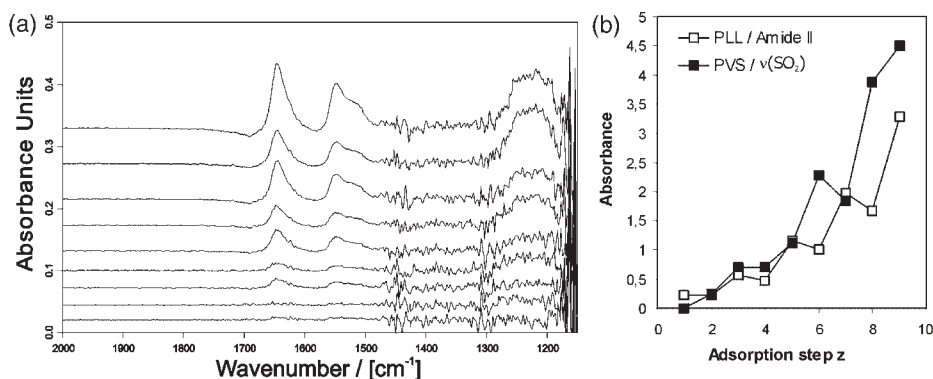 (a)
0.5
0.4
0.3
0.2
0.1
0.0
Absorbance Units
2000 1900 1800 1700 1600 1500 1400 1300 1200
Wavenumber / [cm⁻¹]
(b)
5
4,5
4
3,5
3
2,5
2
1,5
1
0,5
0
Absorbance
PLL / Amide II
PVS / ν(SO₂)
0 2 4 6 8 10
Adsorption step z